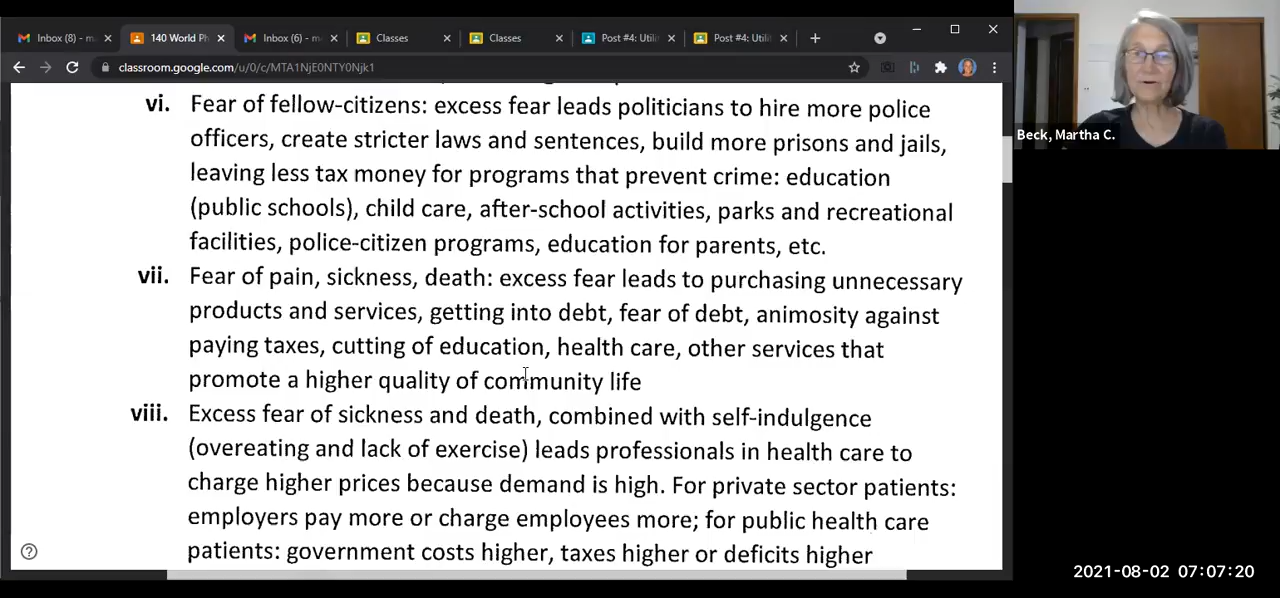 Inbox (8) - m
140 World Ph
Inbox (6) - m
Classes
Classes
Post #4: Utili
Post #4: Utili
classroom.google.com/u/0/c/MTA1NjE0NTY0Njk1
vi. Fear of fellow-citizens: excess fear leads politicians to hire more police
officers, create stricter laws and sentences, build more prisons and jails,
leaving less tax money for programs that prevent crime: education
(public schools), child care, after-school activities, parks and recreational
facilities, police-citizen programs, education for parents, etc.
vii. Fear of pain, sickness, death: excess fear leads to purchasing unnecessary
products and services, getting into debt, fear of debt, animosity against
paying taxes, cutting of education, health care, other services that
promote a higher quality of community life
viii. Excess fear of sickness and death, combined with self-indulgence
(overeating and lack of exercise) leads professionals in health care to
charge higher prices because demand is high. For private sector patients:
employers pay more or charge employees more; for public health care
patients: government costs higher, taxes higher or deficits higher
Beck, Martha C.
2021-08-02 07:07:20